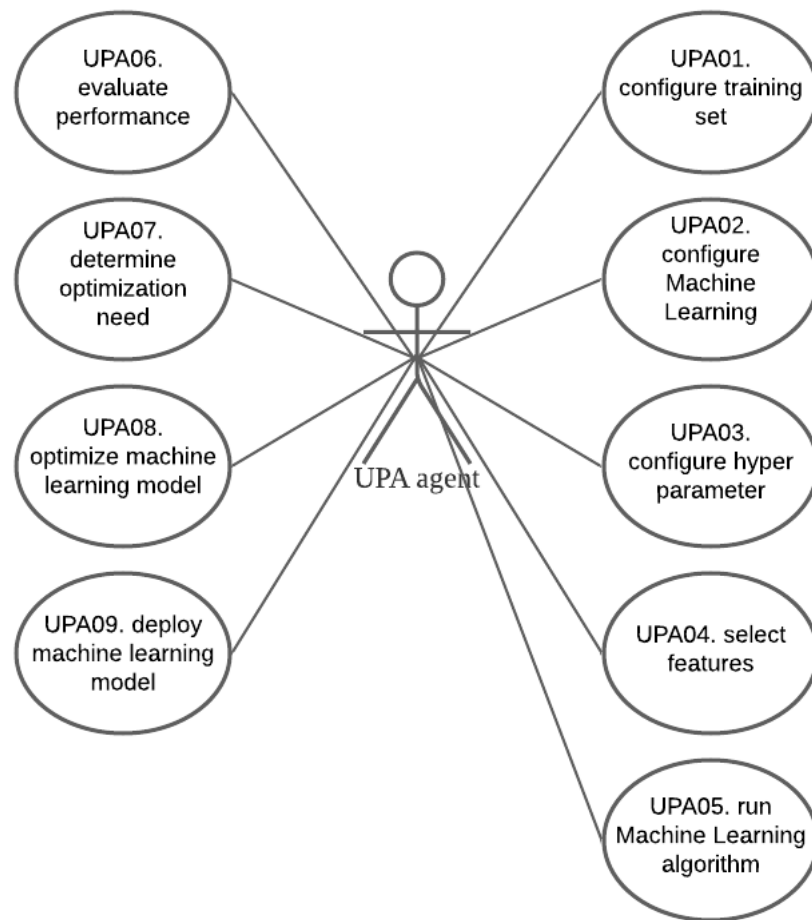 UPA06.
evaluate
performance
UPA07.
determine
optimization
need
UPA08.
optimize machine
learning model
UPA09. deploy
machine learning
model
UPA agent
UPA01.
configure training
set
UPA02.
configure
Machine
Learning
UPA03.
configure hyper
parameter
UPA04. select
features
UPA05. run
Machine Learning
algorithm